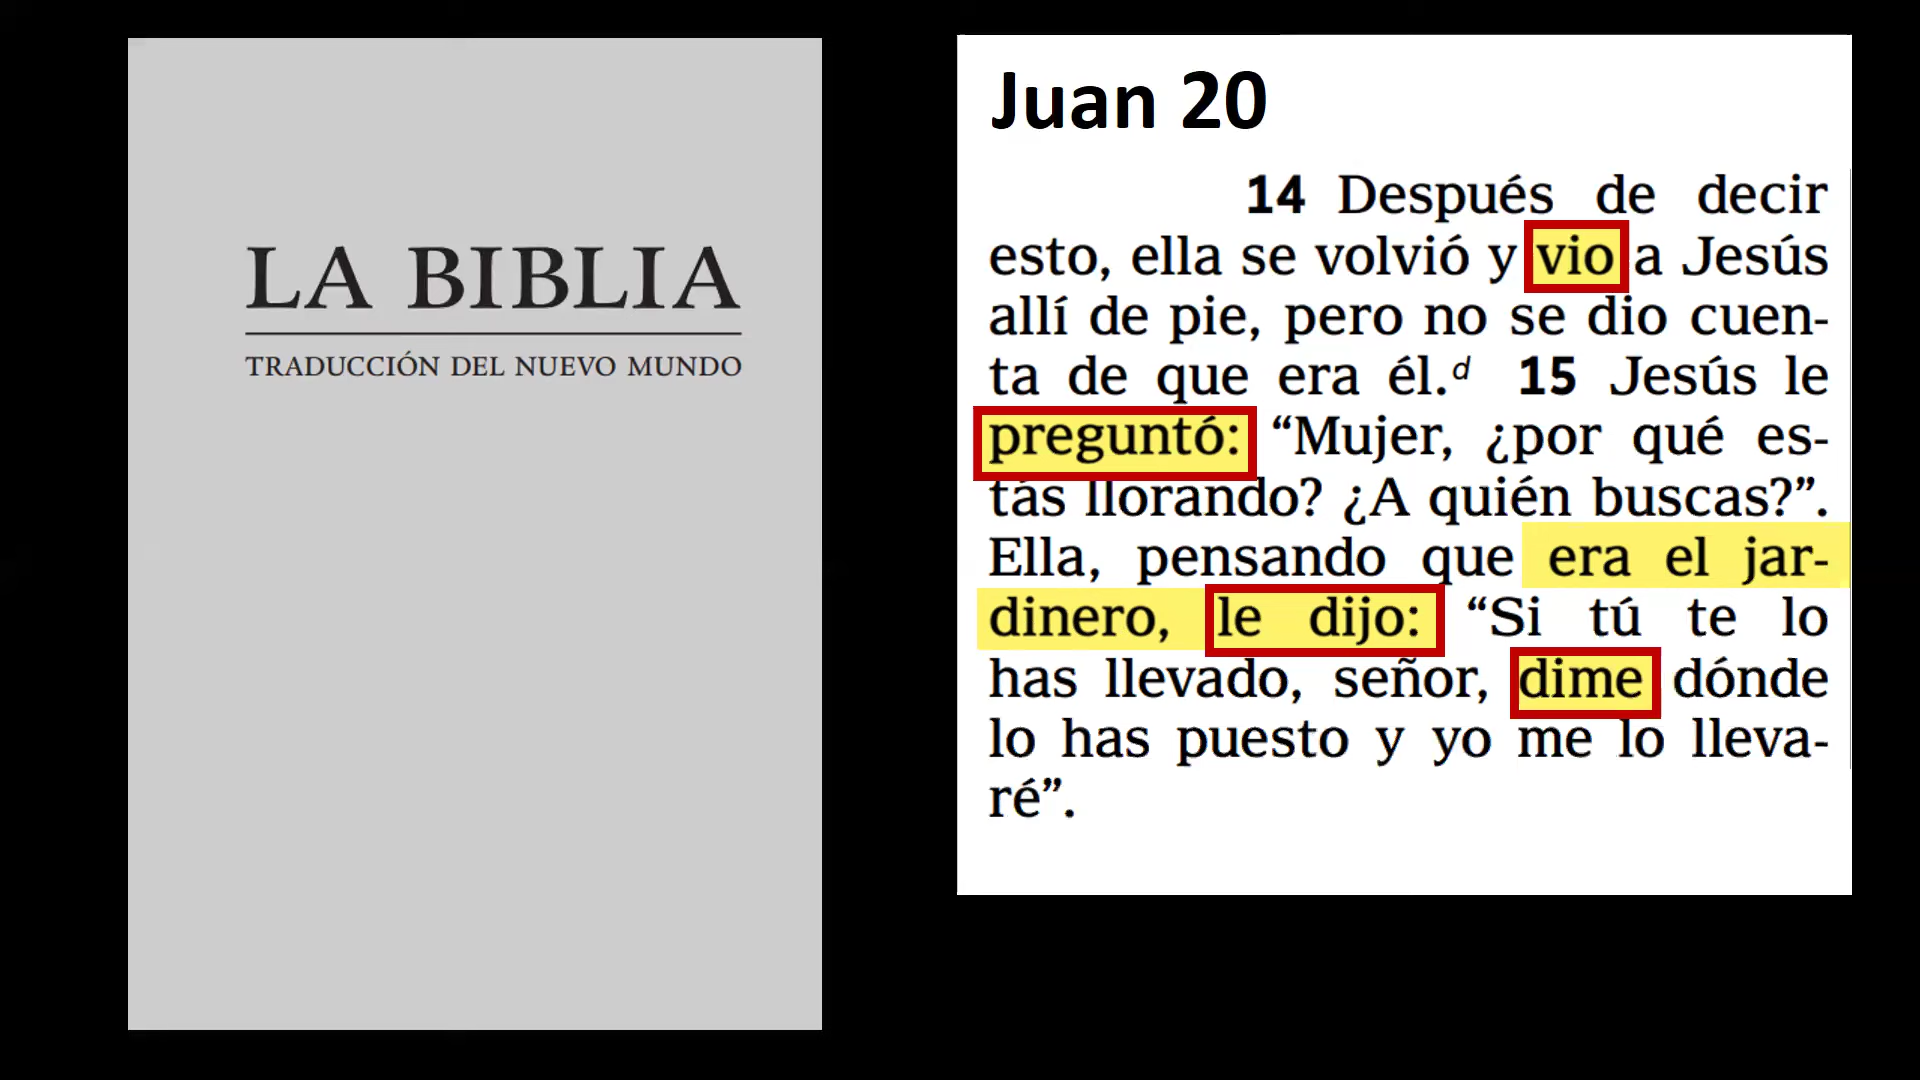 LA BIBLIA
TRADUCCIÓN DEL NUEVO MUNDO
Juan 20
14 Después de decir
esto, ella se volvió y vio a Jesús
allí de pie, pero no se dio cuen-
ta de que era él.d 15 Jesús le
preguntó: “Mujer, ¿por qué es-
tás llorando? ¿A quién buscas?”.
Ella, pensando que era el jar-
dinero, le dijo: “Si tú te lo
has llevado, señor, dime dónde
lo has puesto y yo me lo lleva-
ré”.